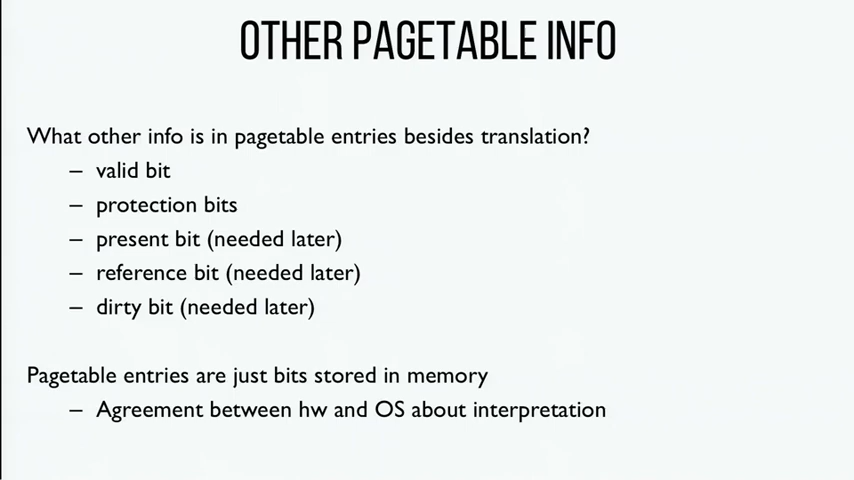 OTHER PAGETABLE INFO
What other info is in pagetable entries besides translation?
– valid bit
– protection bits
– present bit (needed later)
– reference bit (needed later)
– dirty bit (needed later)
Pagetable entries are just bits stored in memory
– Agreement between hw and OS about interpretation